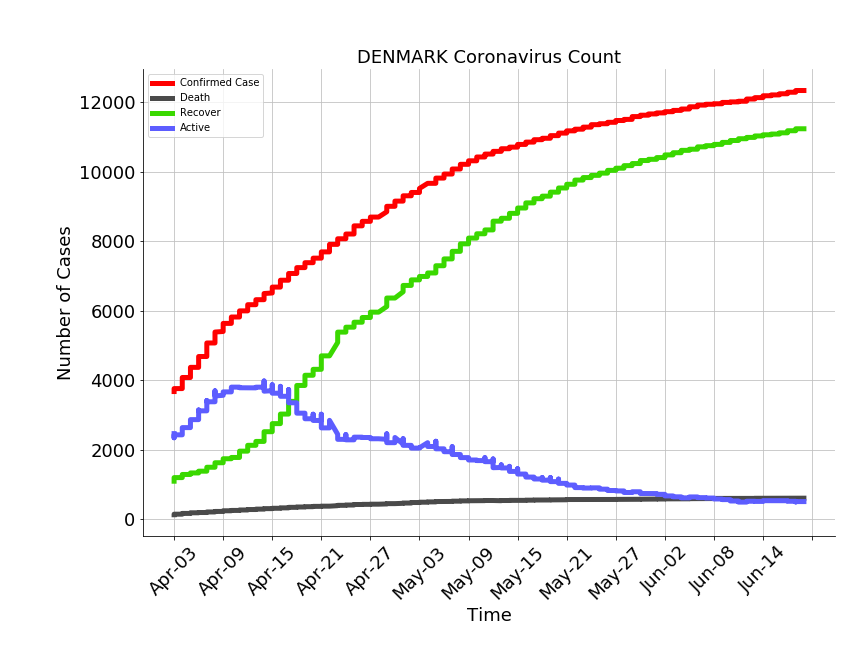 DENMARK Coronavirus Count
Confirmed Case
Death
Recover
Active
12000
10000
8000
6000
4000
2000
0
Number of Cases
Apr-03 Apr-09 Apr-15 Apr-21 Apr-27 May-03 May-09 May-15 May-21 May-27 Jun-02 Jun-08 Jun-14
Time